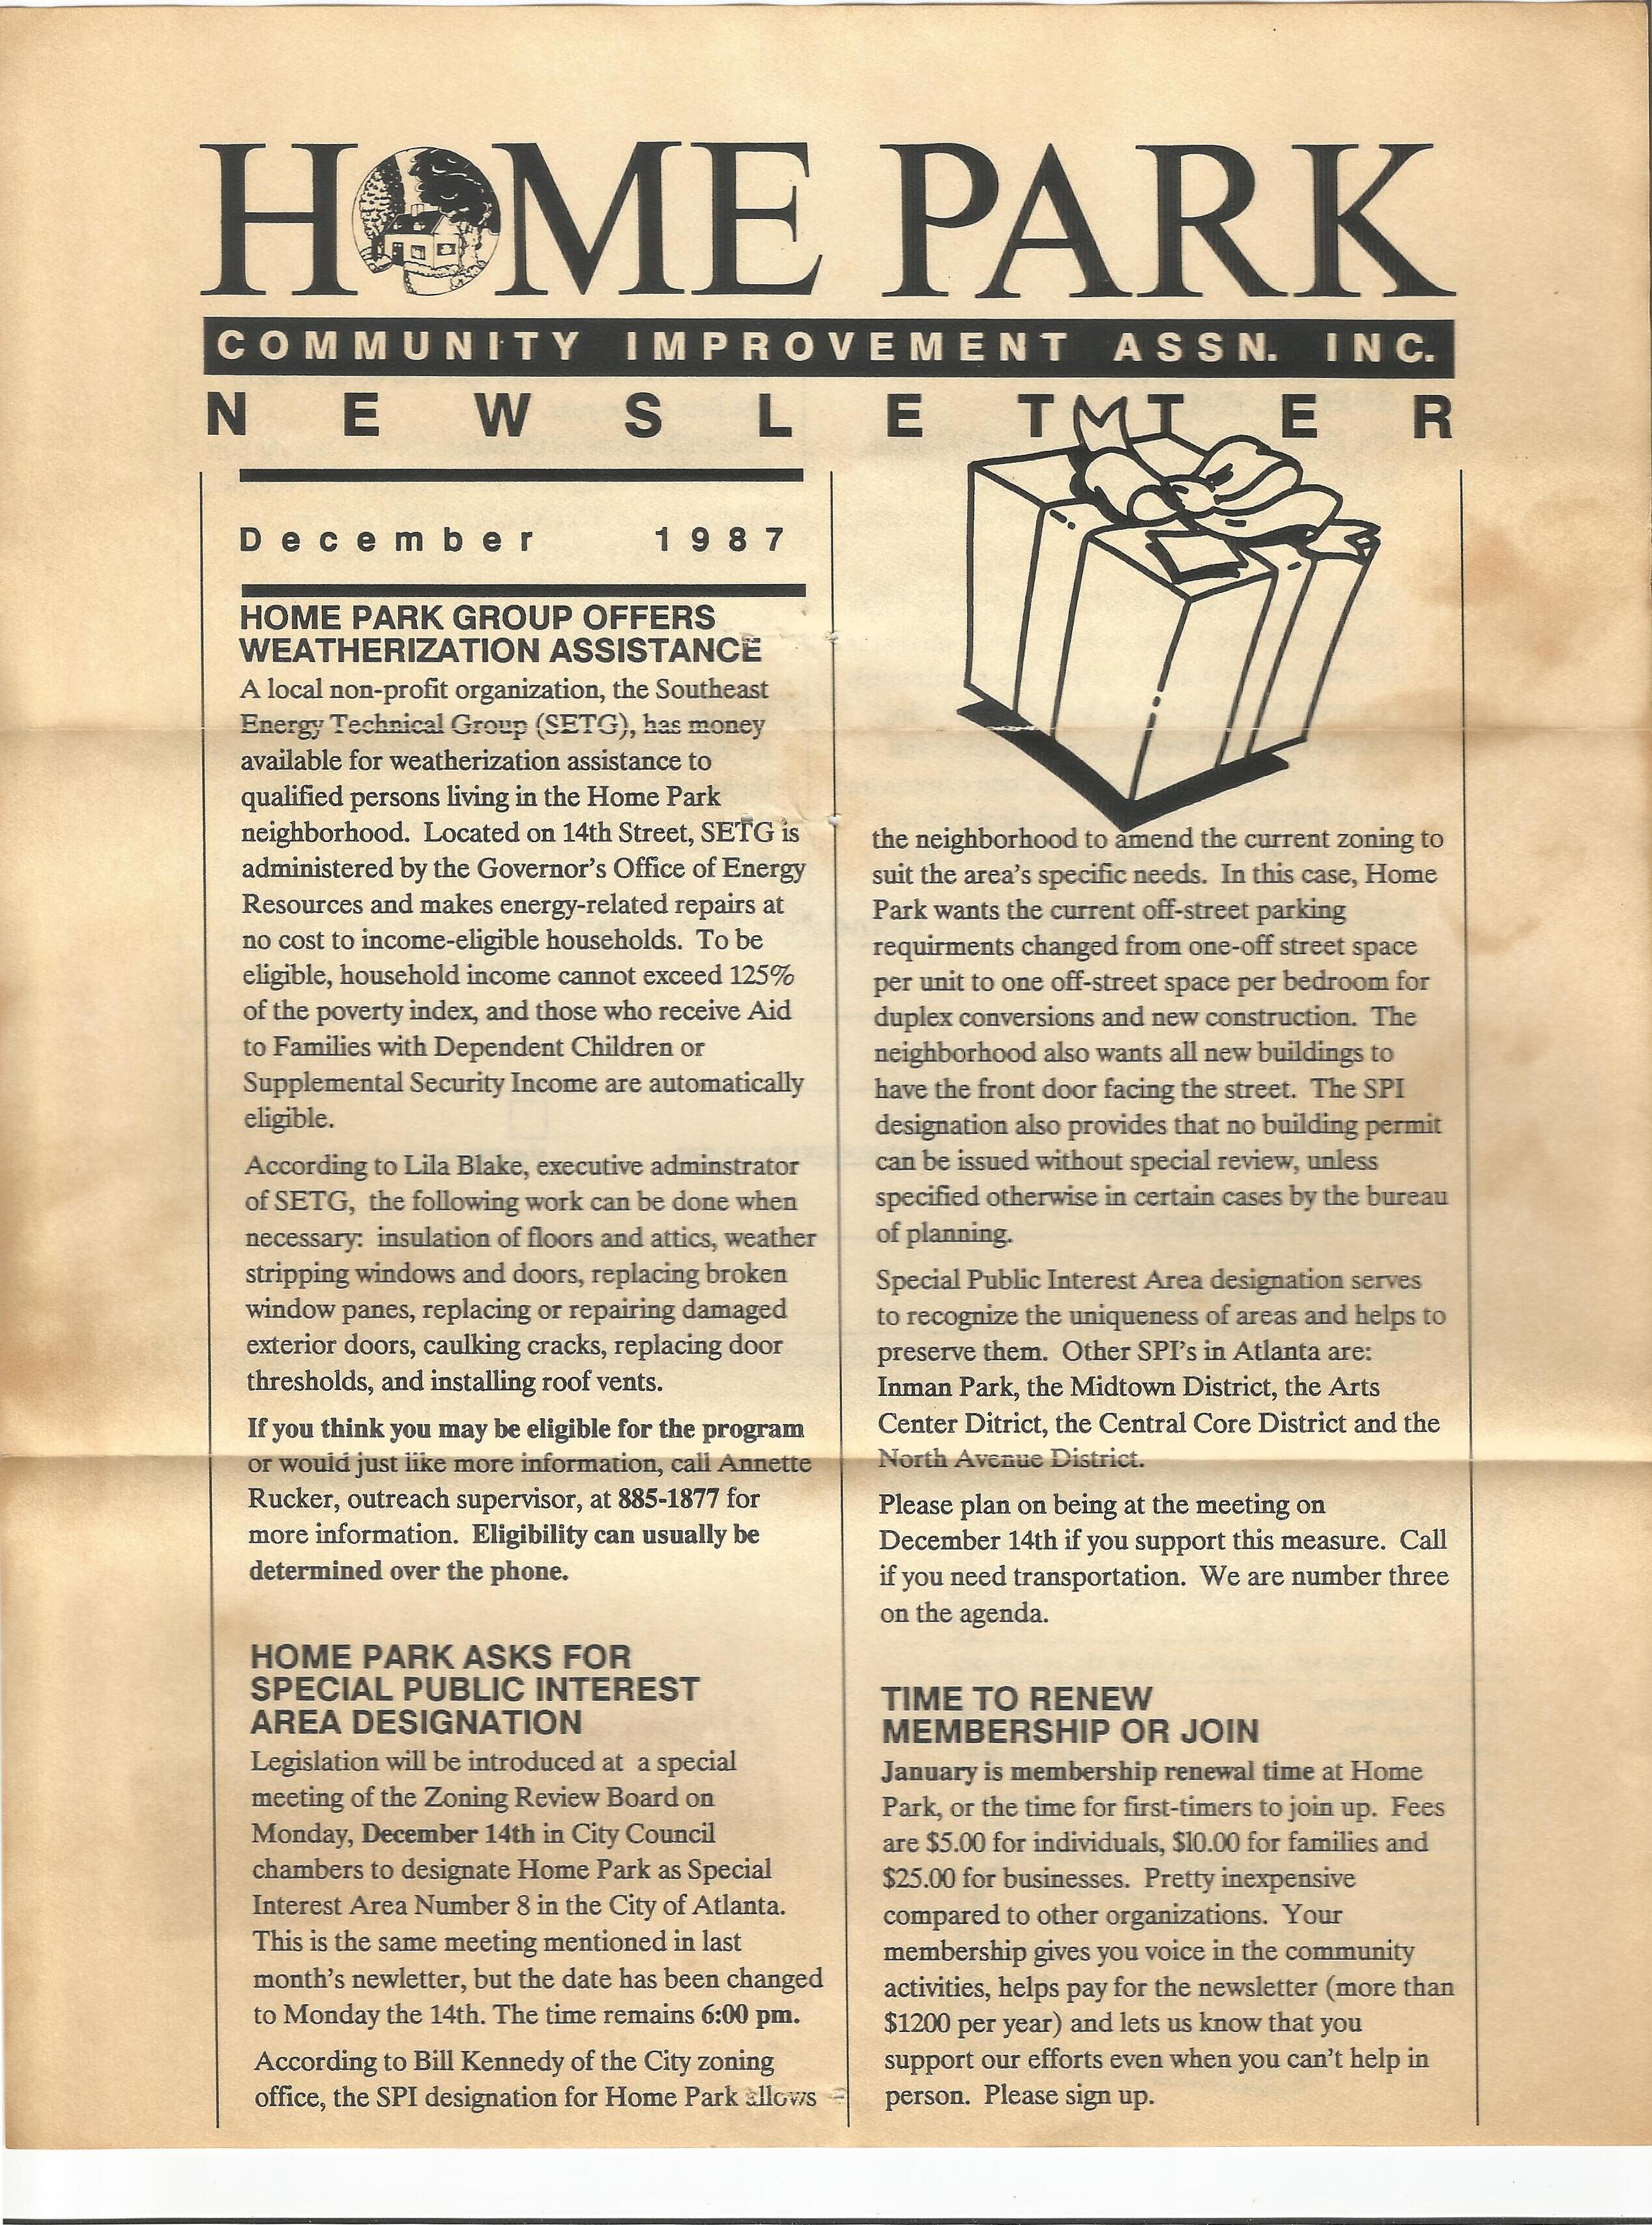 HOME PARK
COMMUNITY IMPROVEMENT ASSN. INC.
NEWSLETTER
December 1987
HOME PARK GROUP OFFERS
WEATHERIZATION ASSISTANCE
A local non-profit organization, the Southeast
Energy Technical Group (SETG), has money
available for weatherization assistance to
qualified persons living in the Home Park
neighborhood.  Located on 14th Street, SETG is
administered by the Governor's Office of Energy
Resources and makes energy-related repairs at
no cost to income-eligible households.  To be
eligible, household income cannot exceed 125%
of the poverty index, and those who receive Aid
to Families with Dependent Children or
Supplemental Security Income are automatically
eligible.
According to Lila Blake, executive adminstrator
of SETG,  the following work can be done when
necessary:  insulation of floors and attics, weather
stripping windows and doors, replacing broken
window panes, replacing or repairing damaged
exterior doors, caulking cracks, replacing door
thresholds, and installing roof vents.
If you think you may be eligible for the program
or would just like more information, call Annette
Rucker, outreach supervisor, at 885-1877 for
more information.  Eligibility can usually be
determined over the phone.
HOME PARK ASKS FOR
SPECIAL PUBLIC INTEREST
AREA DESIGNATION
Legislation will be introduced at  a special
meeting of the Zoning Review Board on
Monday, December 14th in City Council
chambers to designate Home Park as Special
Interest Area Number 8 in the City of Atlanta.
This is the same meeting mentioned in last
month's newletter, but the date has been changed
to Monday the 14th. The time remains 6:00 pm.
According to Bill Kennedy of the City zoning
office, the SPI designation for Home Park allows
the neighborhood to amend the current zoning to
suit the area's specific needs.  In this case, Home
Park wants the current off-street parking
requirments changed from one-off street space
per unit to one off-street space per bedroom for
duplex conversions and new construction.  The
neighborhood also wants all new buildings to
have the front door facing the street.  The SPI
designation also provides that no building permit
can be issued without special review, unless
specified otherwise in certain cases by the bureau
of planning.
Special Public Interest Area designation serves
to recognize the uniqueness of areas and helps to
preserve them.  Other SPI's in Atlanta are:
Inman Park, the Midtown District, the Arts
Center Ditrict, the Central Core District and the
North Avenue District.
Please plan on being at the meeting on
December 14th if you support this measure.  Call
if you need transportation.  We are number three
on the agenda.
TIME TO RENEW
MEMBERSHIP OR JOIN
January is membership renewal time at Home
Park, or the time for first-timers to join up.  Fees
are $5.00 for individuals, $10.00 for families and
$25.00 for businesses.  Pretty inexpensive
compared to other organizations.  Your
membership gives you voice in the community
activities, helps pay for the newsletter (more than
$1200 per year) and lets us know that you
support our efforts even when you can't help in
person.  Please sign up.